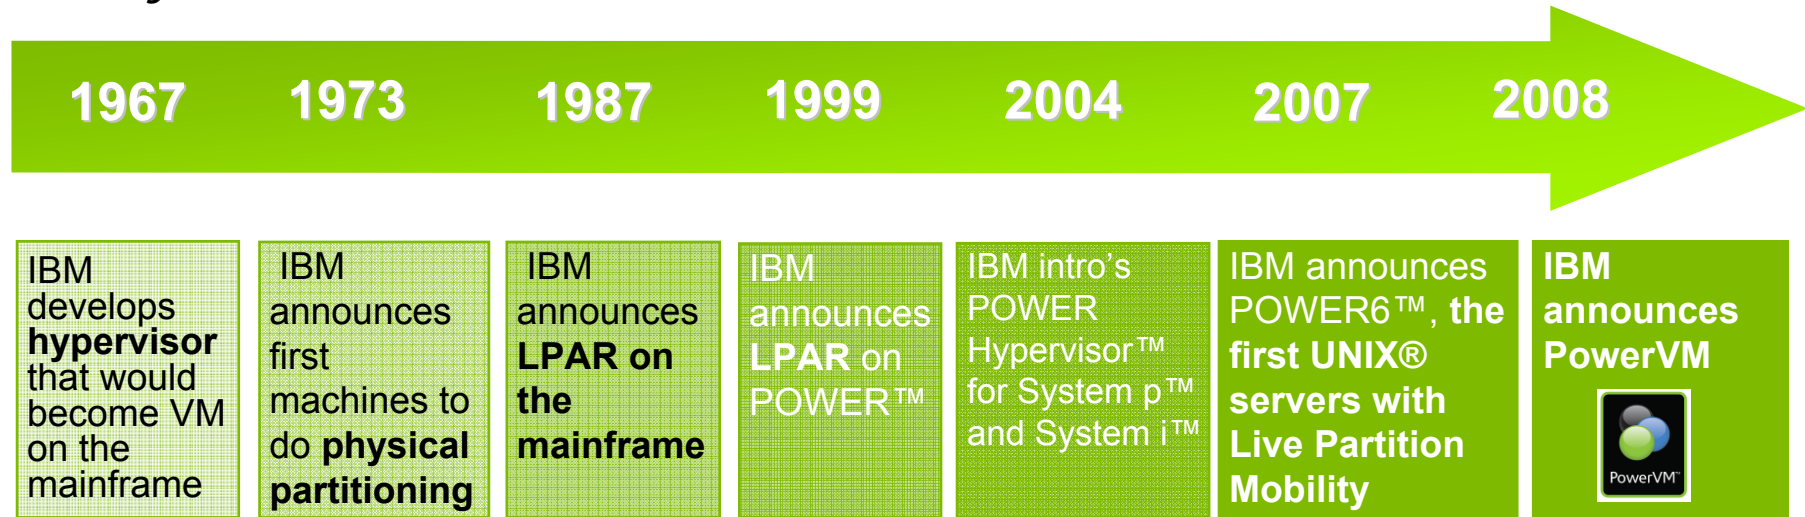 1967 1973 1987 1999 2004 2007 2008
IBM
develops
hypervisor
that would
become VM
on the
mainframe
IBM
announces
first
machines to
do physical
partitioning
IBM
announces
LPAR on
the
mainframe
IBM
announces
LPAR on
POWER™
IBM intro’s
POWER
Hypervisor™
for System p™
and System i™
IBM announces
POWER6™, the
first UNIX®
servers with
Live Partition
Mobility
IBM
announces
PowerVM
PowerVM™